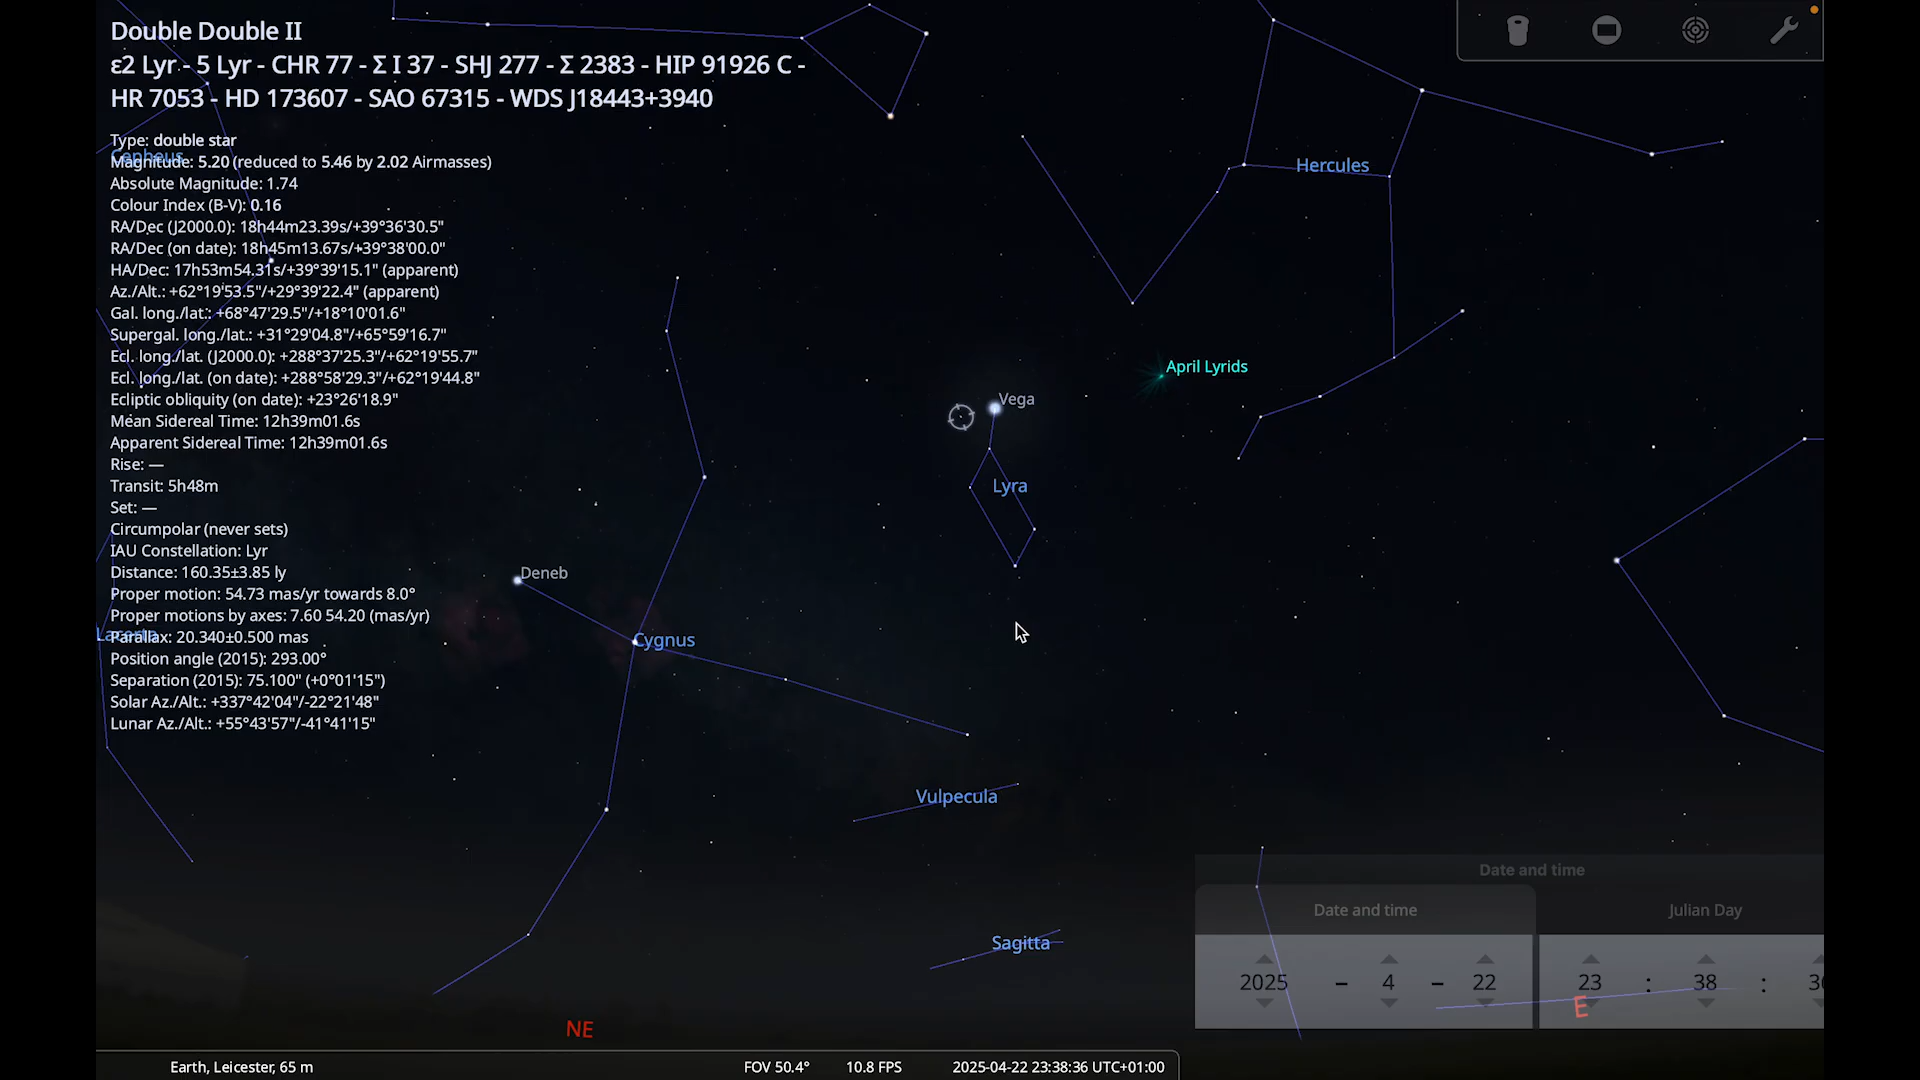 Double Double II
ε2 Lyr - 5 Lyr - CHR 77 - Σ I 37 - SHJ 277 - Σ 2383 - HIP 91926 C -
HR 7053 - HD 173607 - SAO 67315 - WDS J18443+3940
Type: double star
Cepheus
Magnitude: 5.20 (reduced to 5.46 by 2.02 Airmasses)
Absolute Magnitude: 1.74
Colour Index (B-V): 0.16
RA/Dec (J2000.0): 18h44m23.39s/+39°36'30.5"
RA/Dec (on date): 18h45m13.67s/+39°38'00.0"
HA/Dec: 17h53m54.31s/+39°39'15.1" (apparent)
Az./Alt.: +62°19'53.5"/+29°39'22.4" (apparent)
Gal. long./lat.: +68°47'29.5"/+18°10'01.6"
Supergal. long./lat.: +31°29'04.8"/+65°59'16.7"
Ecl. long./lat. (J2000.0): +288°37'25.3"/+62°19'55.7"
Ecl. long./lat. (on date): +288°58'29.3"/+62°19'44.8"
Ecliptic obliquity (on date): +23°26'18.9"
Mean Sidereal Time: 12h39m01.6s
Apparent Sidereal Time: 12h39m01.6s
Rise: —
Transit: 5h48m
Set: —
Circumpolar (never sets)
IAU Constellation: Lyr
Distance: 160.35±3.85 ly
Proper motion: 54.73 mas/yr towards 8.0°
Proper motions by axes: 7.60 54.20 (mas/yr)
Lacerta
Parallax: 20.340±0.500 mas
Position angle (2015): 293.00°
Separation (2015): 75.100" (+0°01'15")
Solar Az./Alt.: +337°42'04"/-22°21'48"
Lunar Az./Alt.: +55°43'57"/-41°41'15"
Hercules
April Lyrids
Vega
Lyra
Deneb
Cygnus
Vulpecula
Sagitta
Date and time
Date and time
Julian Day
2025 – 4 – 22
23 : 38 :
E
NE
Earth, Leicester, 65 m
FOV 50.4°
10.8 FPS
2025-04-22 23:38:36 UTC+01:00